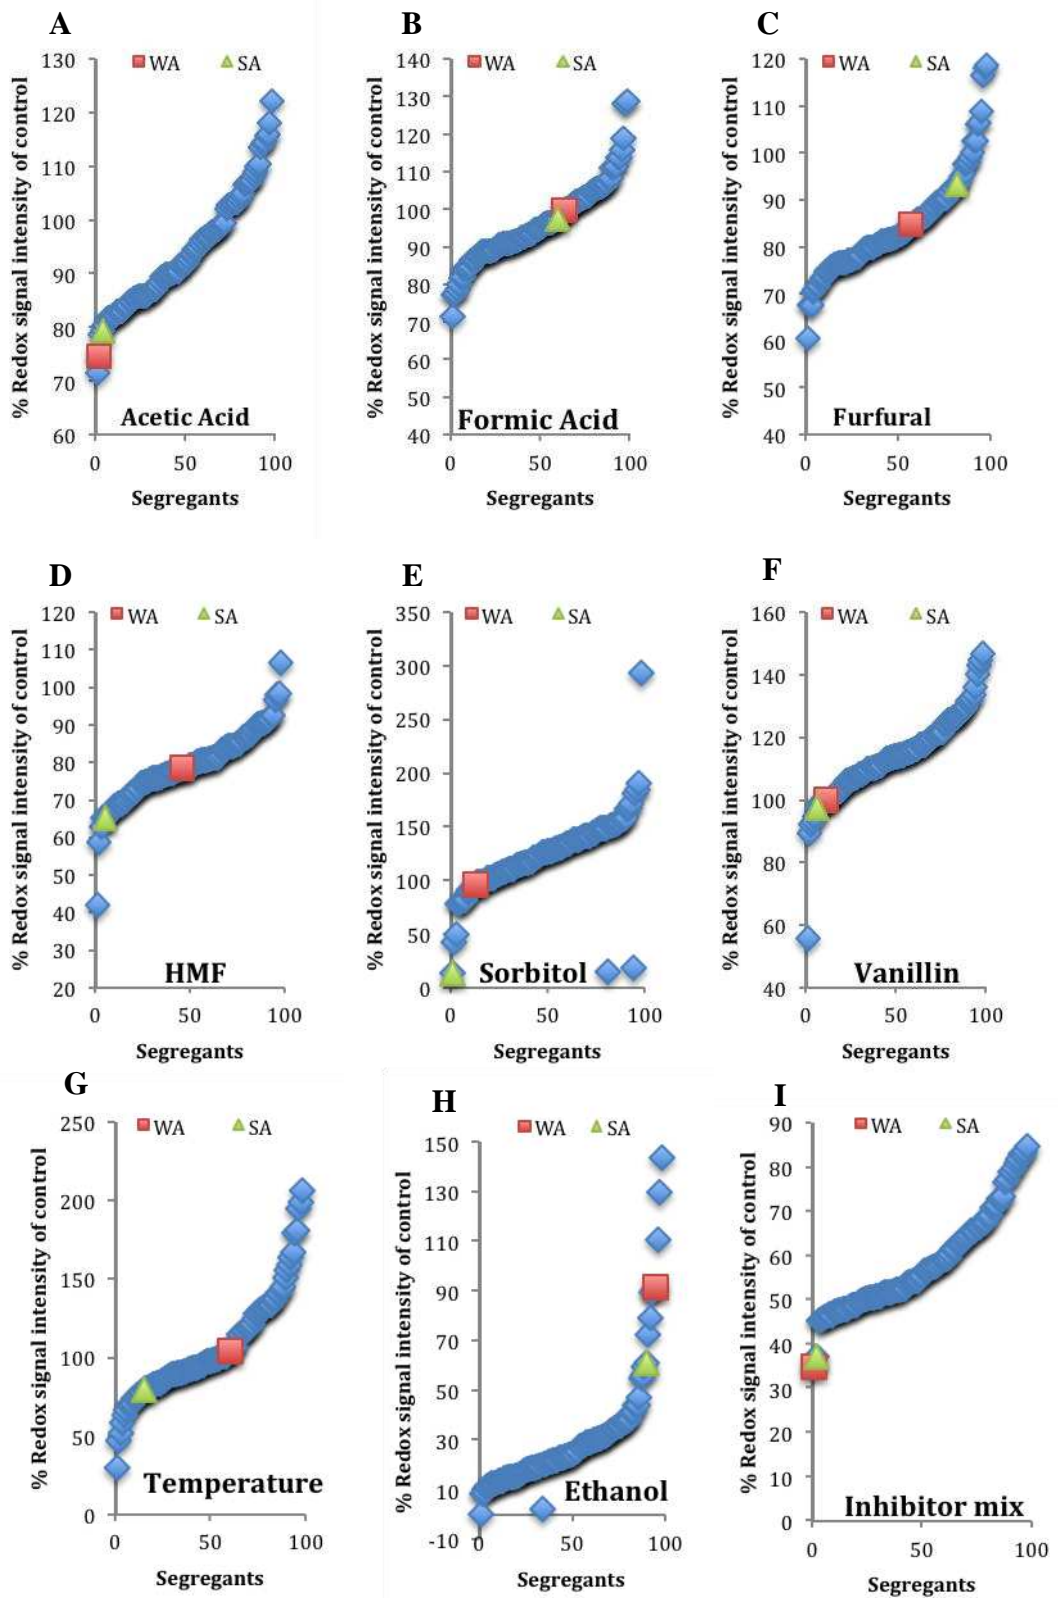 A
WA SA
% Redox signal intensity of control
130
120
110
100
90
80
70
60
Acetic Acid
0 50 100
Segregants
B
WA SA
% Redox signal intensity of control
140
130
120
110
100
90
80
70
60
50
40
Formic Acid
0 50 100
Segregants
C
WA SA
% Redox signal intensity of control
120
110
100
90
80
70
60
50
40
Furfural
0 50 100
Segregants
D
WA SA
% Redox signal intensity of control
120
110
100
90
80
70
60
50
40
30
20
HMF
0 50 100
Segregants
E
WA SA
% Redox signal intensity of control
350
300
250
200
150
100
50
0
Sorbitol
0 50 100
Segregants
F
WA SA
% Redox signal intensity of control
160
140
120
100
80
60
40
Vanillin
0 50 100
Segregants
G
WA SA
% Redox signal intensity of control
250
200
150
100
50
0
Temperature
0 50 100
Segregants
H
WA SA
% Redox signal intensity of control
150
130
110
90
70
50
30
10
-10
Ethanol
0 50 100
Segregants
I
WA SA
% Redox signal intensity of control
90
80
70
60
50
40
30
20
10
0
Inhibitor mix
0 50 100
Segregants